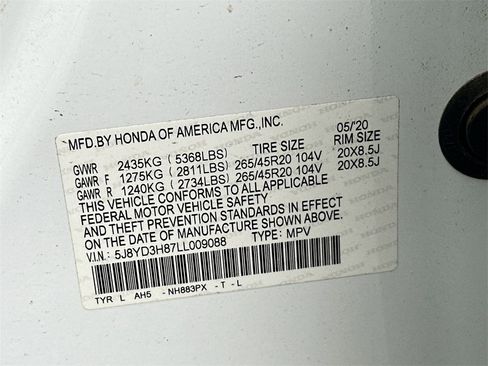 MFD.BY HONDA OF AMERICA MFG.,INC. 05/'20
TIRE SIZE RIM SIZE
GVWR 2435KG (5368LBS)
GAWR F 1275KG (2811LBS) 265/45R20 104V 20X8.5J
GAWR R 1240KG (2734LBS) 265/45R20 104V 20X8.5J
THIS VEHICLE CONFORMS TO ALL APPLICABLE
FEDERAL MOTOR VEHICLE SAFETY
AND THEFT PREVENTION STANDARDS IN EFFECT
ON THE DATE OF MANUFACTURE SHOWN ABOVE.
V.I.N.: 5J8YD3H87LL009088 TYPE: MPV
TYR L AH5 -NH883PX -T -L